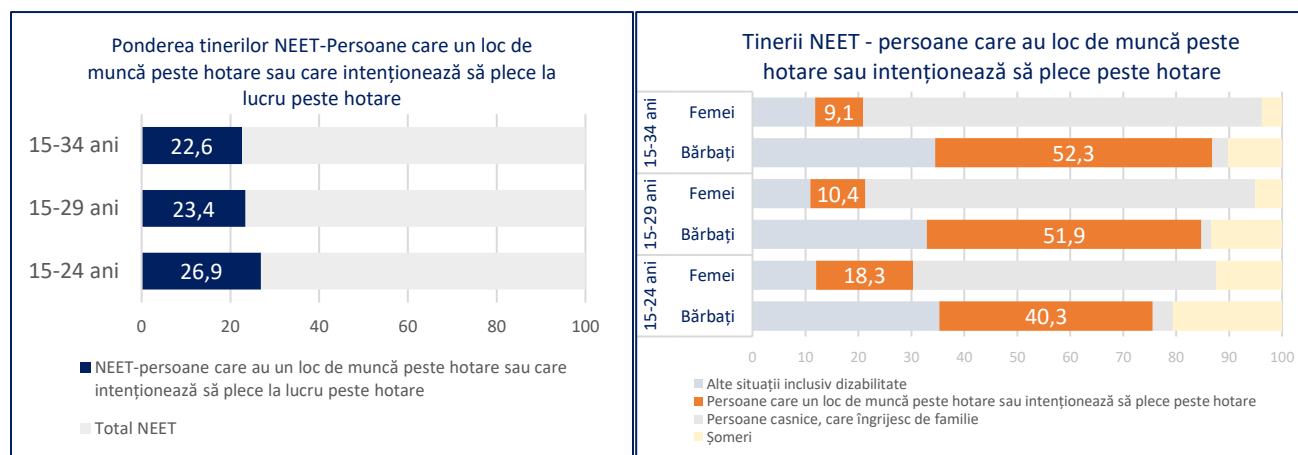 Ponderea tinerilor NEET-Persoane care un loc de
muncă peste hotare sau care intenționează să plece la
lucru peste hotare
15-34 ani
22,6
15-29 ani
23,4
15-24 ani
26,9
0 20 40 60 80 100
NEET-persoane care au un loc de muncă peste hotare sau care
intenționează să plece la lucru peste hotare
Total NEET
Tinerii NEET - persoane care au loc de muncă peste
hotare sau intenționează să plece peste hotare
15-34 ani
Femei
9,1
Bărbați
52,3
15-29 ani
Femei
10,4
Bărbați
51,9
15-24 ani
Femei
18,3
Bărbați
40,3
0 10 20 30 40 50 60 70 80 90 100
Alte situații inclusiv dizabilitate
Persoane care un loc de muncă peste hotare sau intenționează să plece peste hotare
Persoane casnice, care îngrijesc de familie
Șomeri